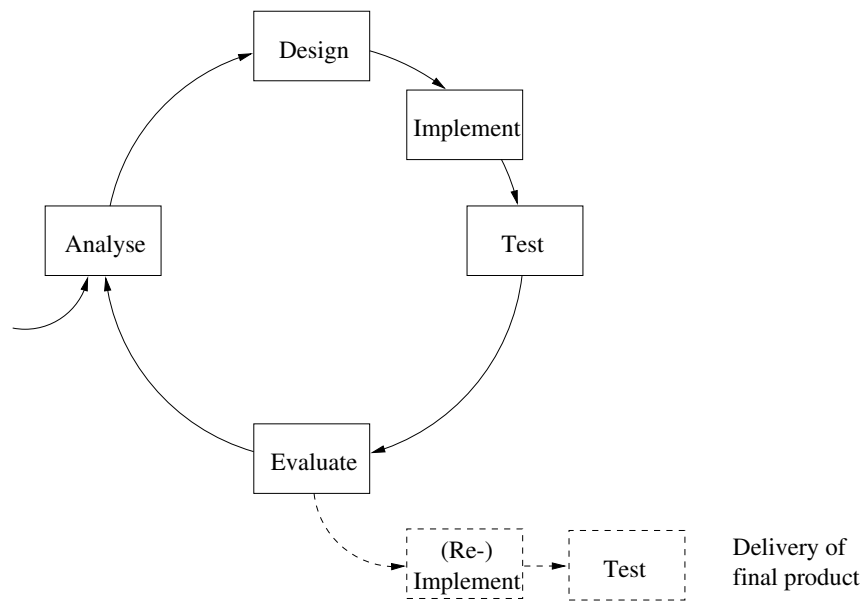 Design
Implement
Analyse
Test
Evaluate
(Re-)
Implement
Test
Delivery of
final product